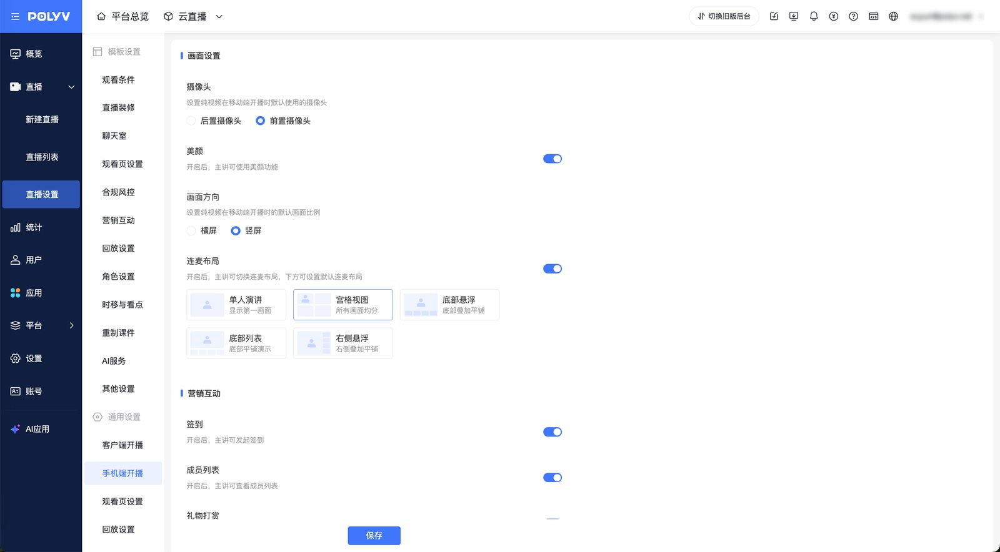 POLYV
平台总览
云直播
切换旧版后台
概览
直播
新建直播
直播列表
直播设置
统计
用户
应用
平台
设置
账号
AI应用
模板设置
观看条件
直播装修
聊天室
观看页设置
合规风控
营销互动
回放设置
角色设置
时移与看点
重制课件
AI服务
其他设置
通用设置
客户端开播
手机端开播
观看页设置
回放设置
画面设置
摄像头
设置纯视频在移动端开播时默认使用的摄像头
后置摄像头
前置摄像头
美颜
开启后，主讲可使用美颜功能
画面方向
设置纯视频在移动端开播时的默认画面比例
横屏
竖屏
连麦布局
开启后，主讲可切换连麦布局，下方可设置默认连麦布局
单人演讲
显示第一画面
宫格视图
所有画面均分
底部悬浮
底部叠加平铺
底部列表
底部平铺演示
右侧悬浮
右侧叠加平铺
营销互动
签到
开启后，主讲可发起签到
成员列表
开启后，主讲可查看成员列表
礼物打赏
保存